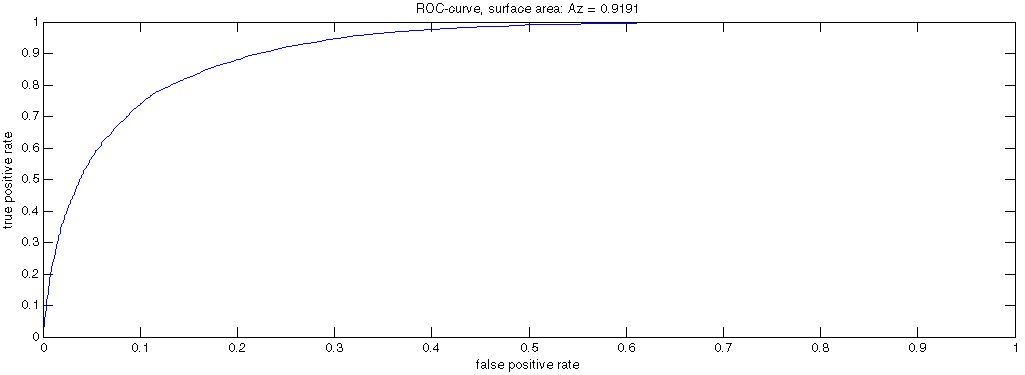 ROC-curve, surface area: Az = 0.9191
1
0.9
0.8
0.7
0.6
0.5
0.4
0.3
0.2
0.1
0
true positive rate
0 0.1 0.2 0.3 0.4 0.5 0.6 0.7 0.8 0.9 1
false positive rate